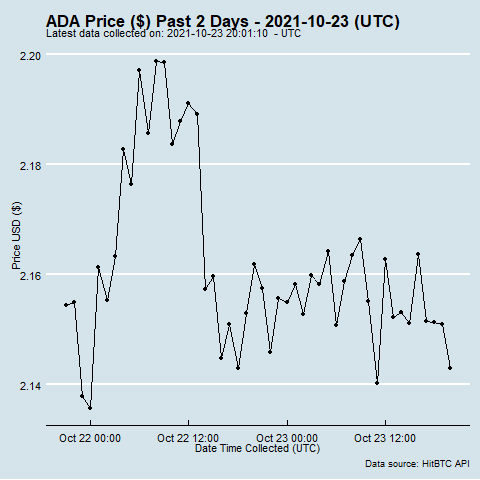 ADA Price ($) Past 2 Days - 2021-10-23 (UTC)
Latest data collected on: 2021-10-23 20:01:10 - UTC
2.20
2.18
2.16
2.14
Price USD ($)
Oct 22 00:00 Oct 22 12:00 Oct 23 00:00 Oct 23 12:00
Date Time Collected (UTC)
Data source: HitBTC API